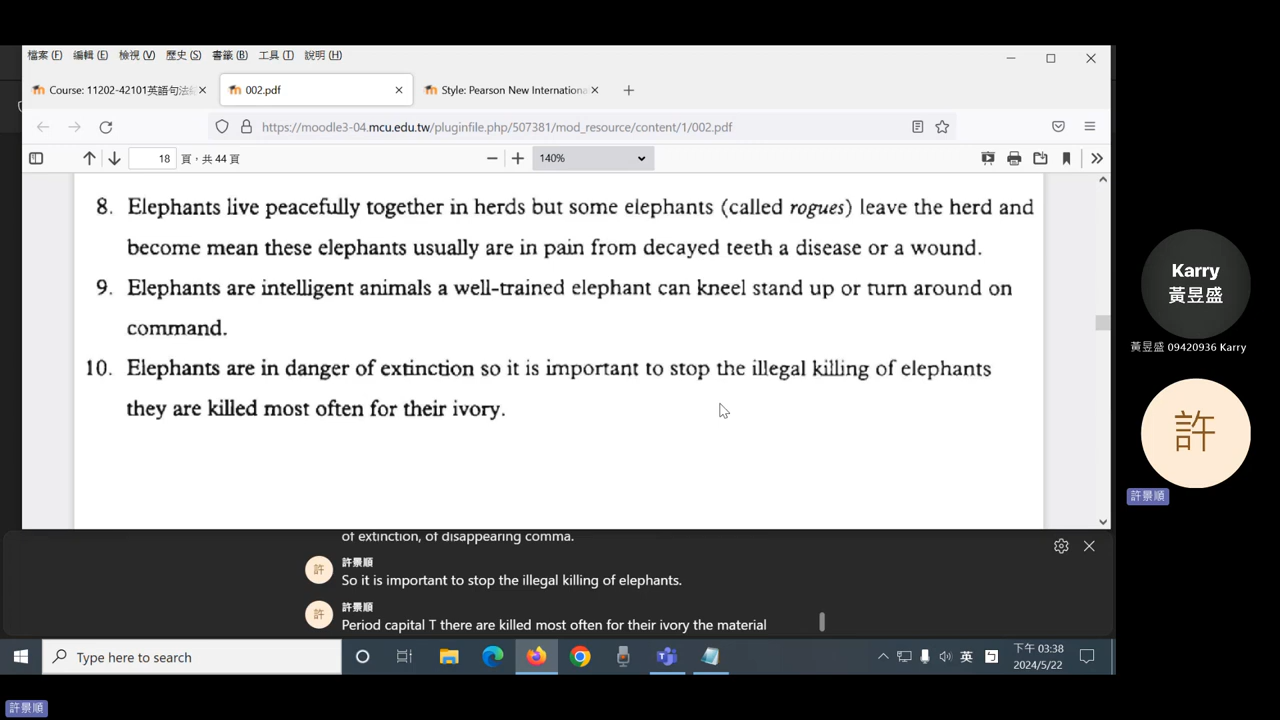 檔案 (F) 編輯 (E) 檢視 (V) 歷史 (S) 書籤 (B) 工具 (T) 說明 (H)
Course: 11202-42101英語句法 002.pdf Style: Pearson New Internationa
https://moodle3-04.mcu.edu.tw/pluginfile.php/507381/mod_resource/content/1/002.pdf
18 頁，共 44 頁 140%
8. Elephants live peacefully together in herds but some elephants (called rogues) leave the herd and
become mean these elephants usually are in pain from decayed teeth a disease or a wound.
9. Elephants are intelligent animals a well-trained elephant can kneel stand up or turn around on
command.
10. Elephants are in danger of extinction so it is important to stop the illegal killing of elephants
they are killed most often for their ivory.
Karry
黃昱盛
黃昱盛 09420936 Karry
許
許景順
of extinction, of disappearing comma.
許景順
許
So it is important to stop the illegal killing of elephants.
許景順
許
Period capital T there are killed most often for their ivory the material
Type here to search
英
下午 03:38
2024/5/22
許景順